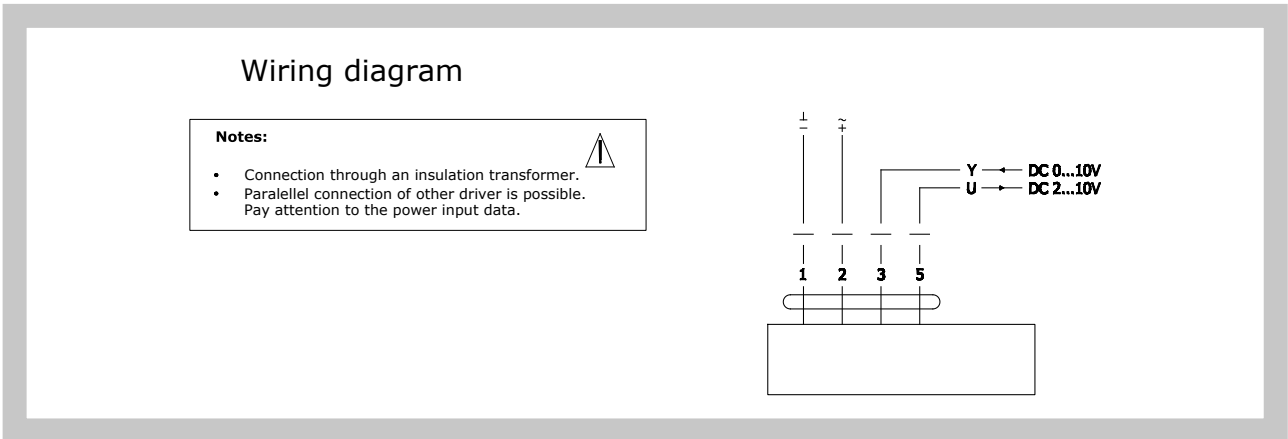 Wiring diagram
Notes:
• Connection through an insulation transformer.
• Paralellel connection of other driver is possible.
Pay attention to the power input data.
⊥ ~
− +
Y DC 0...10V
U DC 2...10V
1 2 3 5